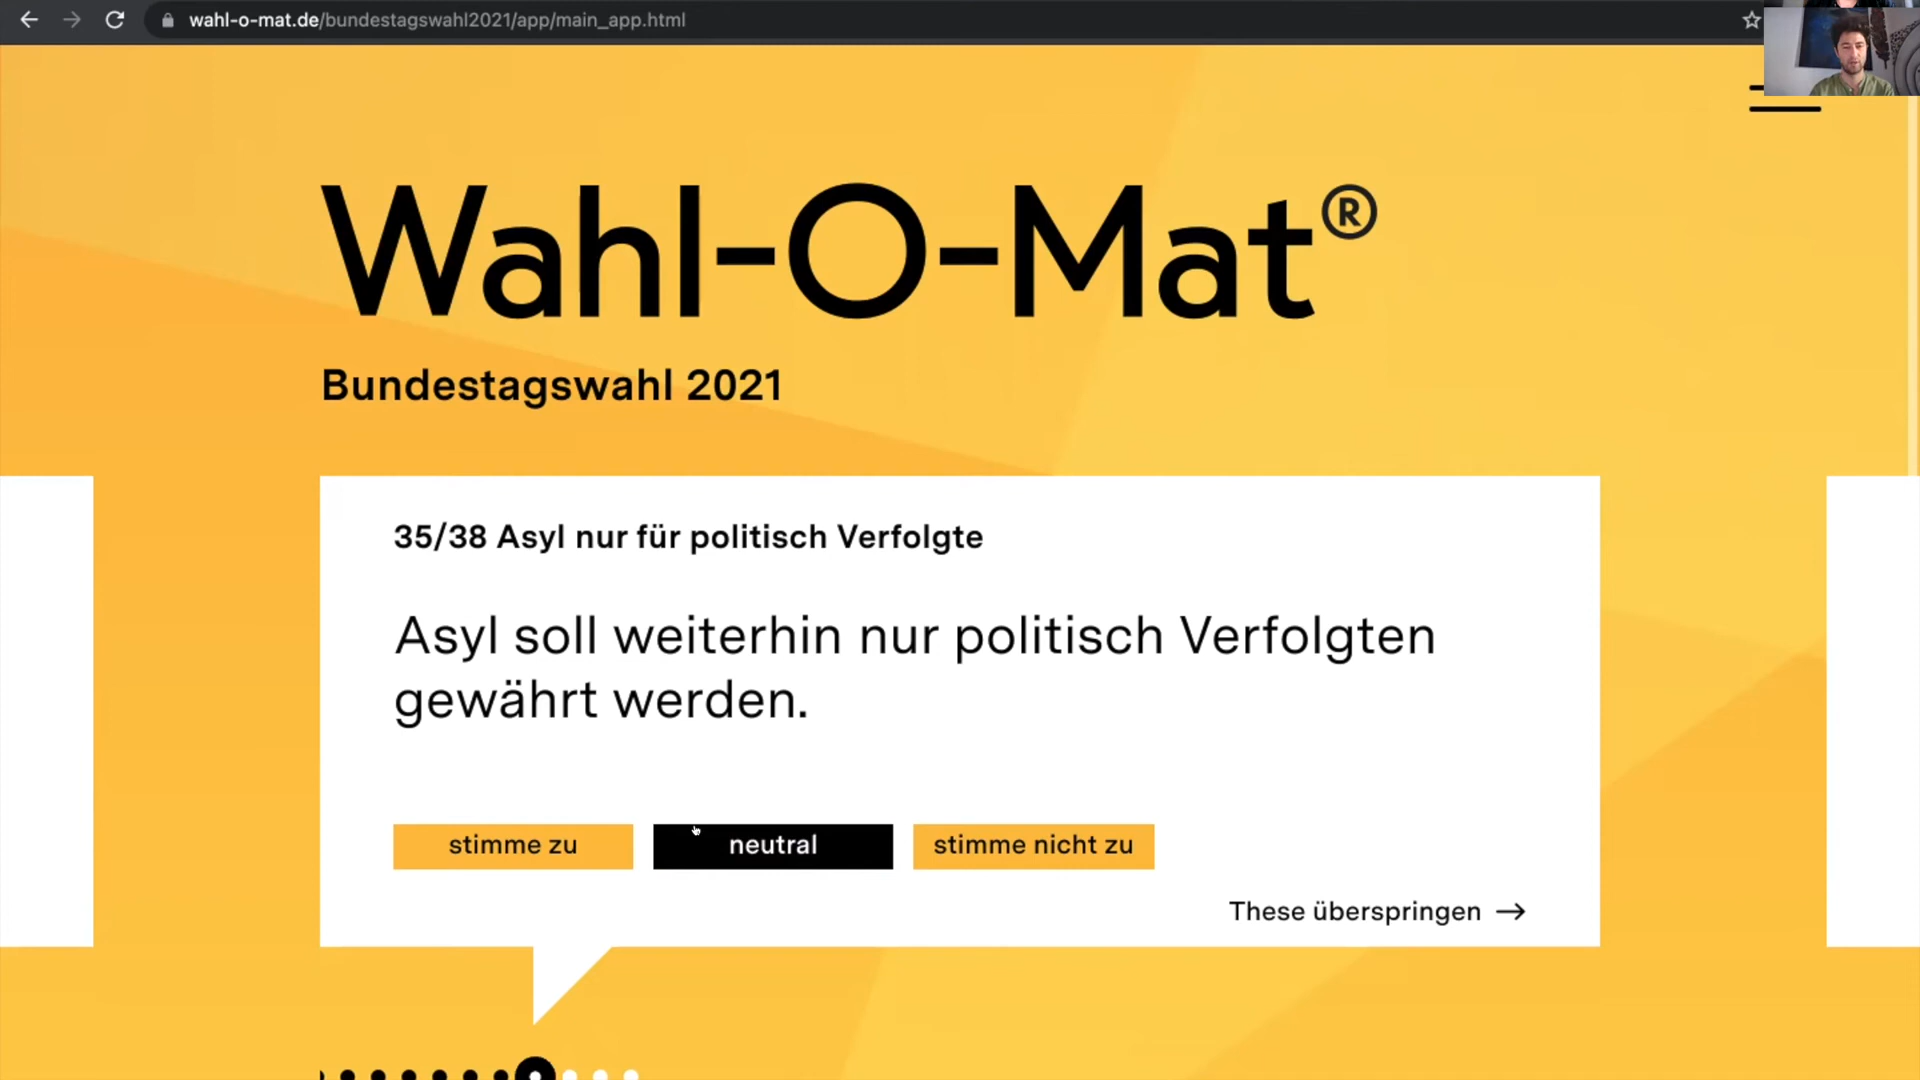 wahl-o-mat.de/bundestagswahl2021/app/main_app.html
Wahl-O-Mat®
Bundestagswahl 2021
35/38 Asyl nur für politisch Verfolgte
Asyl soll weiterhin nur politisch Verfolgten
gewährt werden.
stimme zu
neutral
stimme nicht zu
These überspringen →